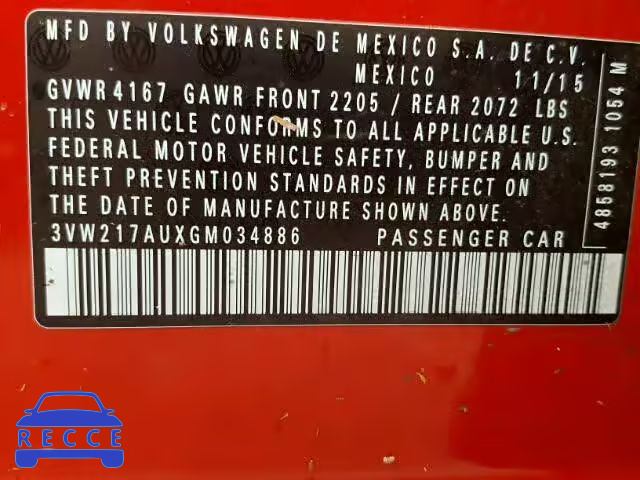 MFD BY VOLKSWAGEN DE MEXICO S.A. DE C.V.
MEXICO 11/15
GVWR 4167 GAWR FRONT 2205 / REAR 2072 LBS
THIS VEHICLE CONFORMS TO ALL APPLICABLE U.S.
FEDERAL MOTOR VEHICLE SAFETY, BUMPER AND
THEFT PREVENTION STANDARDS IN EFFECT ON
THE DATE OF MANUFACTURE SHOWN ABOVE.
3VW217AUXGM034886 PASSENGER CAR
4858193 1054 M
RECCE